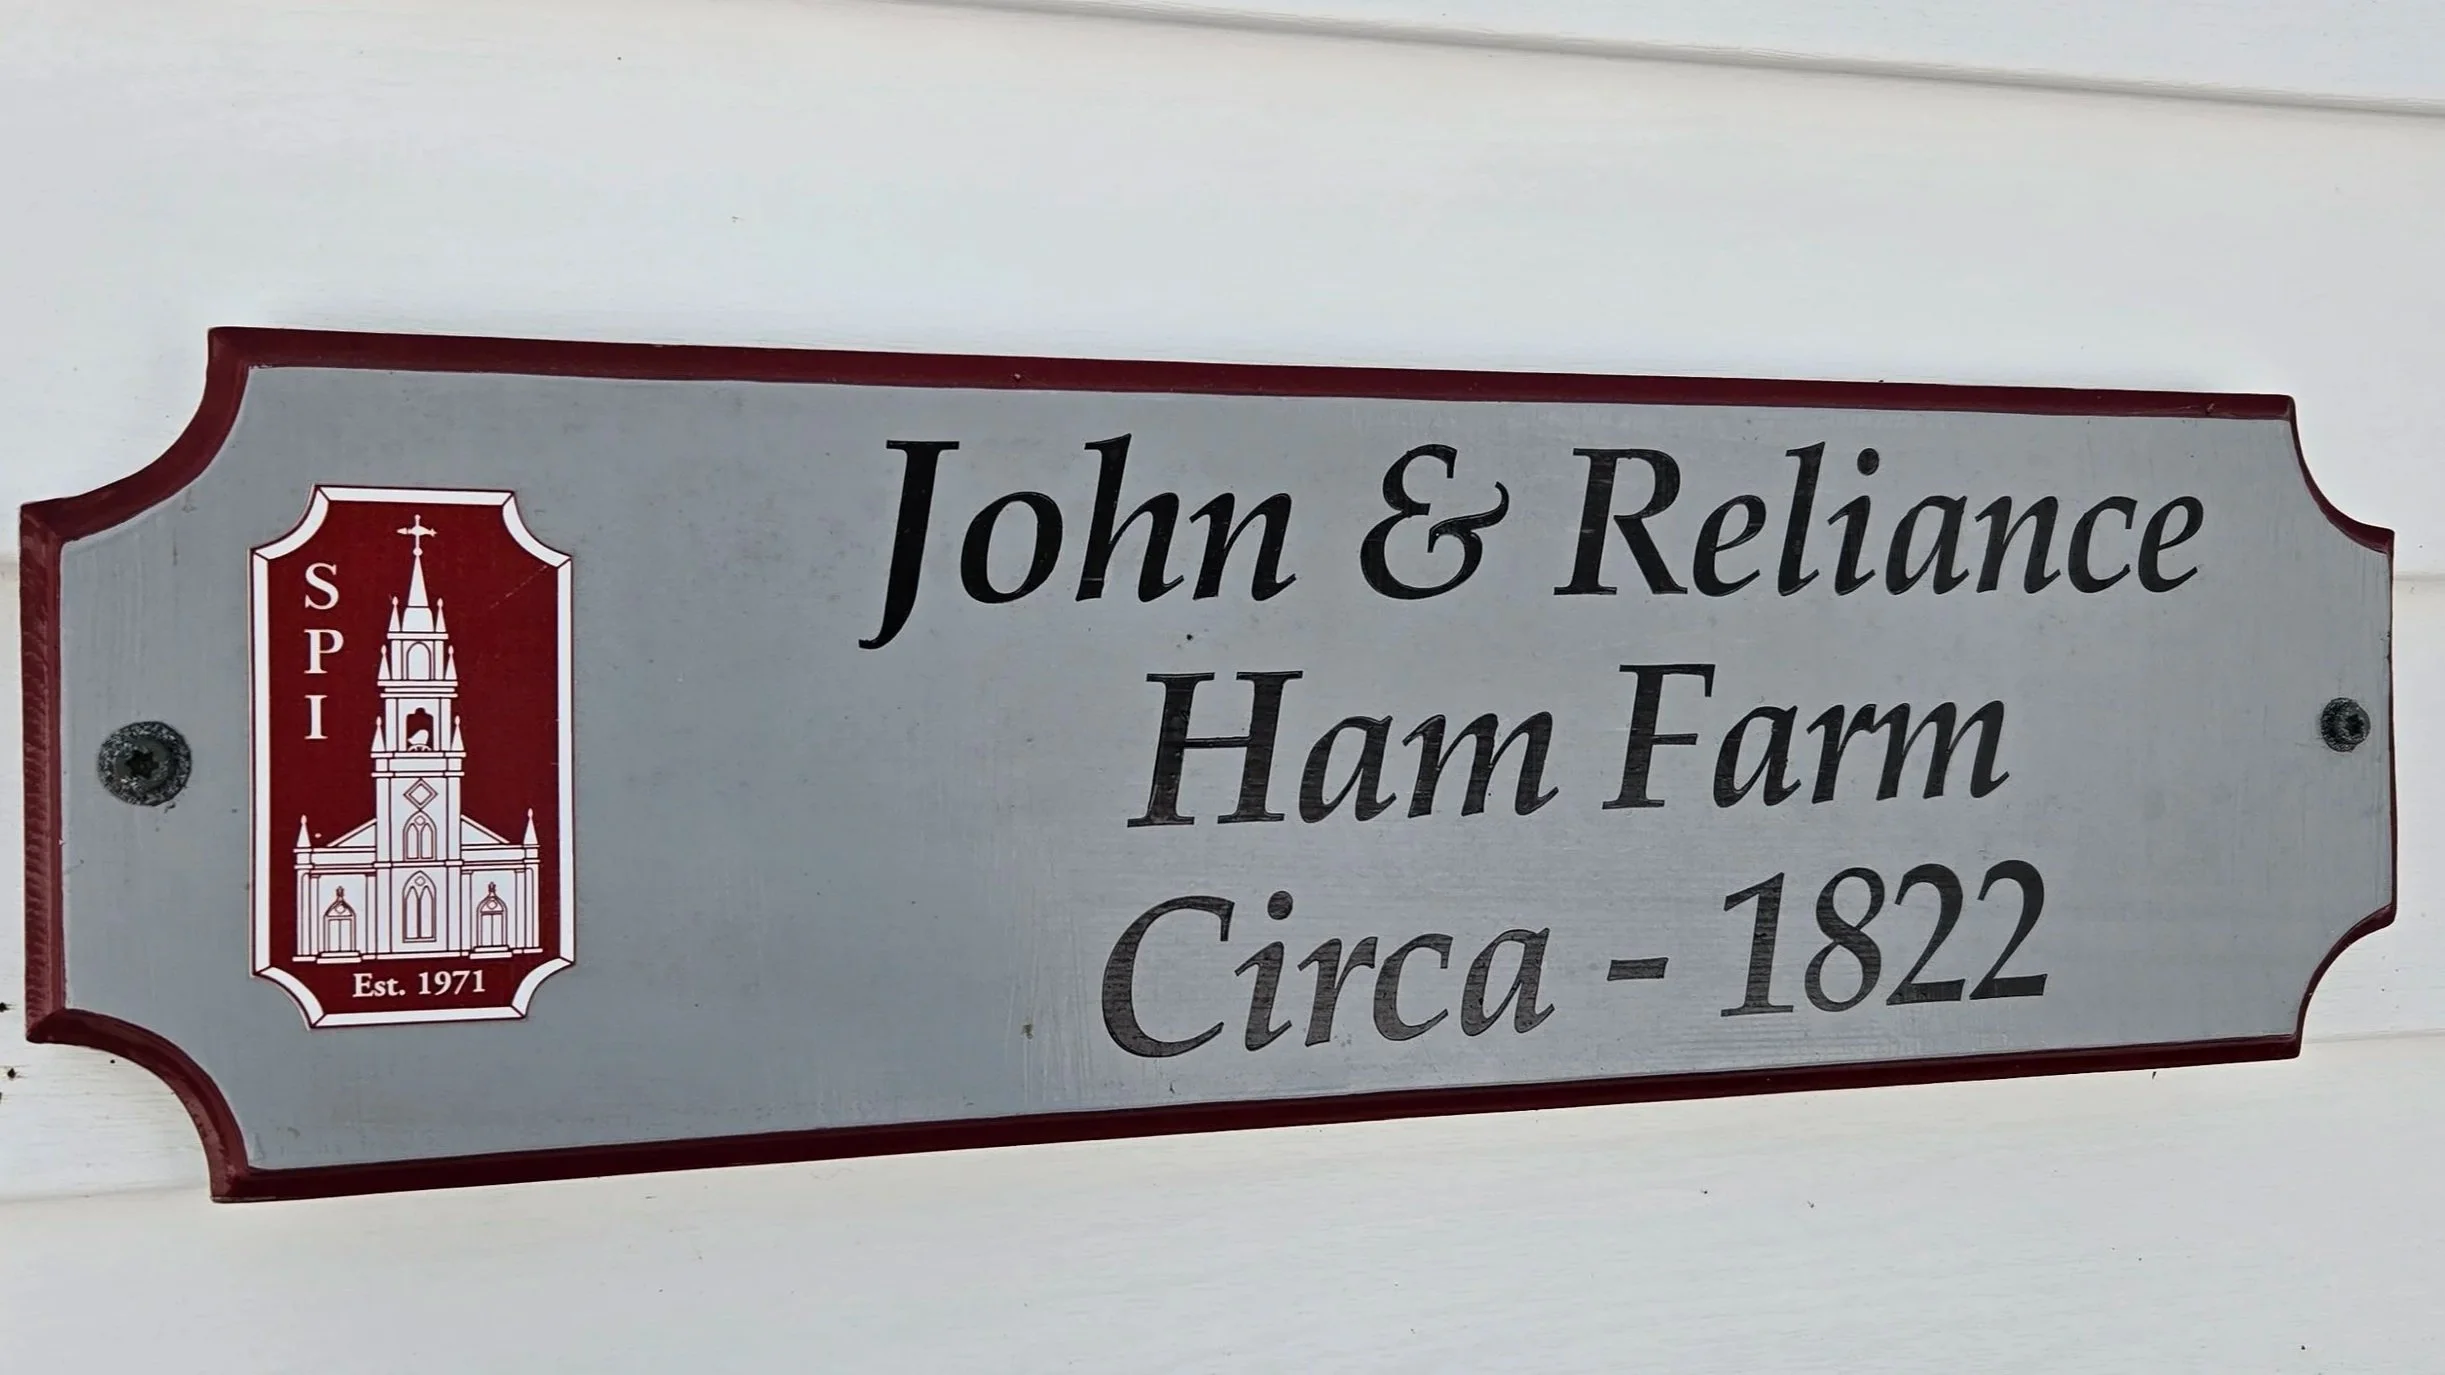 S
P
I
Est. 1971
John & Reliance
Ham Farm
Circa - 1822